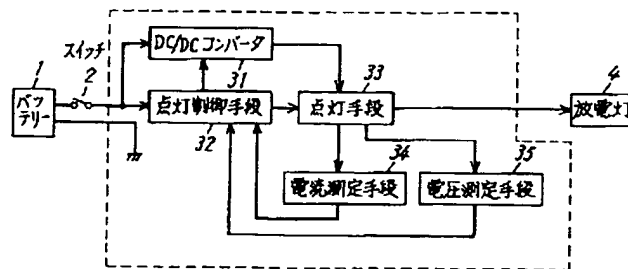 スイッチ
2
1
バッ
テリー
DC/DCコンバータ
31
点灯制御手段
32
33
点灯手段
4
放電灯
34
電流測定手段
35
電圧測定手段